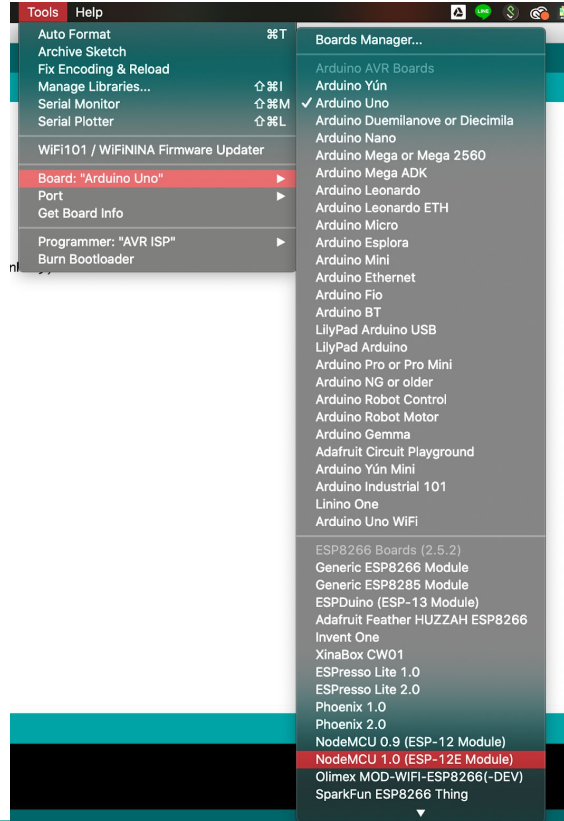 Tools Help
LINE
Auto Format ⌘T
Archive Sketch
Fix Encoding & Reload
Manage Libraries... ⇧⌘I
Serial Monitor ⇧⌘M
Serial Plotter ⇧⌘L
WiFi101 / WiFiNINA Firmware Updater
Board: "Arduino Uno" ▶
Port ▶
Get Board Info
Programmer: "AVR ISP" ▶
Burn Bootloader
Boards Manager...
Arduino AVR Boards
Arduino Yún
✓ Arduino Uno
Arduino Duemilanove or Diecimila
Arduino Nano
Arduino Mega or Mega 2560
Arduino Mega ADK
Arduino Leonardo
Arduino Leonardo ETH
Arduino Micro
Arduino Esplora
Arduino Mini
Arduino Ethernet
Arduino Fio
Arduino BT
LilyPad Arduino USB
LilyPad Arduino
Arduino Pro or Pro Mini
Arduino NG or older
Arduino Robot Control
Arduino Robot Motor
Arduino Gemma
Adafruit Circuit Playground
Arduino Yún Mini
Arduino Industrial 101
Linino One
Arduino Uno WiFi
ESP8266 Boards (2.5.2)
Generic ESP8266 Module
Generic ESP8285 Module
ESPDuino (ESP-13 Module)
Adafruit Feather HUZZAH ESP8266
Invent One
XinaBox CW01
ESPresso Lite 1.0
ESPresso Lite 2.0
Phoenix 1.0
Phoenix 2.0
NodeMCU 0.9 (ESP-12 Module)
NodeMCU 1.0 (ESP-12E Module)
Olimex MOD-WIFI-ESP8266(-DEV)
SparkFun ESP8266 Thing
▼